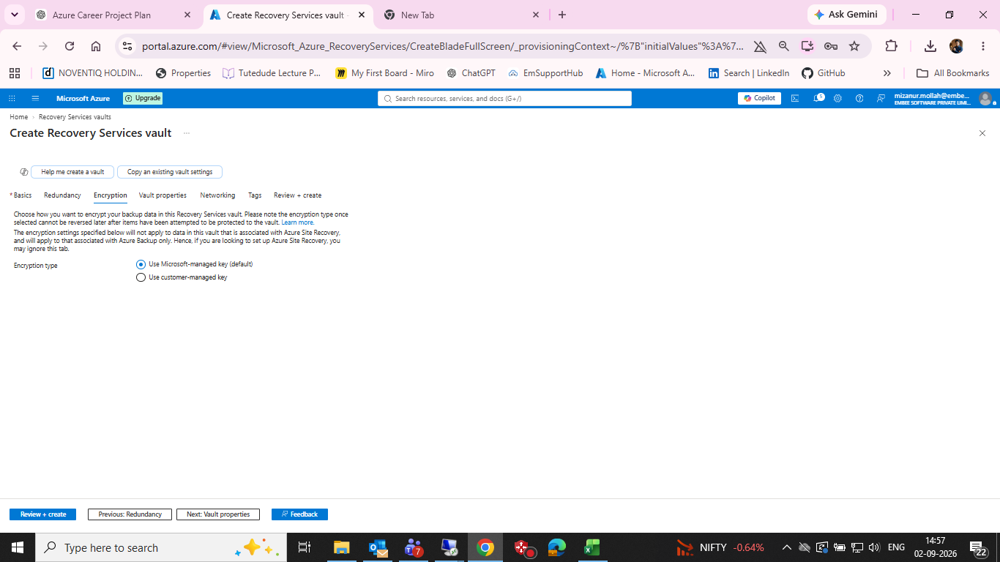 Azure Career Project Plan
Create Recovery Services vault -
New Tab
Ask Gemini
portal.azure.com/#view/Microsoft_Azure_RecoveryServices/CreateBladeFullScreen/_provisioningContext~/%7B"initialValues"%3A%7...
NOVENTIQ HOLDIN...
Properties
Tutedude Lecture P...
My First Board - Miro
ChatGPT
EmSupportHub
Home - Microsoft A...
Search | LinkedIn
GitHub
All Bookmarks
Microsoft Azure
Upgrade
Search resources, services, and docs (G+/)
Copilot
5
mizanur.mollah@embe...
EMBEE SOFTWARE PRIVATE LIMI...
Home > Recovery Services vaults
Create Recovery Services vault ...
Help me create a vault
Copy an existing vault settings
* Basics
Redundancy
Encryption
Vault properties
Networking
Tags
Review + create
Choose how you want to encrypt your backup data in this Recovery Services vault. Please note the encryption type once
selected cannot be reversed later after items have been attempted to be protected to the vault. Learn more.
The encryption settings specified below will not apply to data in this vault that is associated with Azure Site Recovery,
and will apply to that associated with Azure Backup only. Hence, if you are looking to set up Azure Site Recovery, you
may ignore this tab.
Encryption type
Use Microsoft-managed key (default)
Use customer-managed key
Review + create
Previous: Redundancy
Next: Vault properties
Feedback
Type here to search
7
NIFTY -0.64%
ENG
14:57
02-09-2026
22